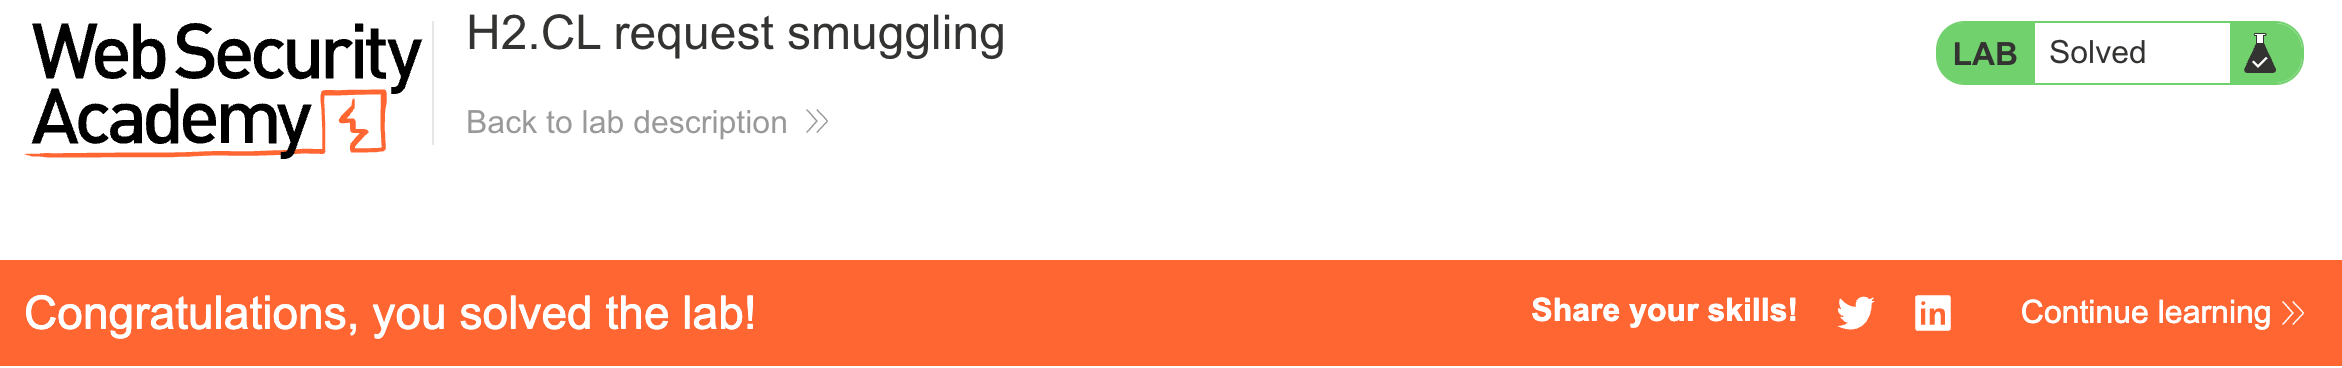 Web Security
Academy
H2.CL request smuggling
Back to lab description
LAB Solved
Congratulations, you solved the lab!
Share your skills!
Continue learning